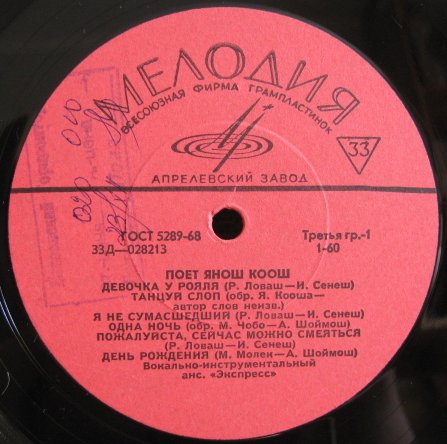 МЕЛОДИЯ
ВСЕСОЮЗНАЯ ФИРМА ГРАМПЛАСТИНОК
33
АПРЕЛЕВСКИЙ ЗАВОД
ГОСТ 5289-68
Третья гр.-1
33Д—028213
1-60
ПОЕТ ЯНОШ КООШ
ДЕВОЧКА У РОЯЛЯ (Р. Ловаш—И. Сенеш)
ТАНЦУЙ СЛОП (обр. Я. Кооша—
автор слов неизв.)
Я НЕ СУМАСШЕДШИЙ (Р. Ловаш—И. Сенеш)
ОДНА НОЧЬ (обр. М. Чобо—А. Шоймош)
ПОЖАЛУЙСТА, СЕЙЧАС МОЖНО СМЕЯТЬСЯ
(Р. Ловаш—И. Сенеш)
ДЕНЬ РОЖДЕНИЯ (М. Молек—А. Шоймош)
Вокально-инструментальный
анс. «Экспресс»